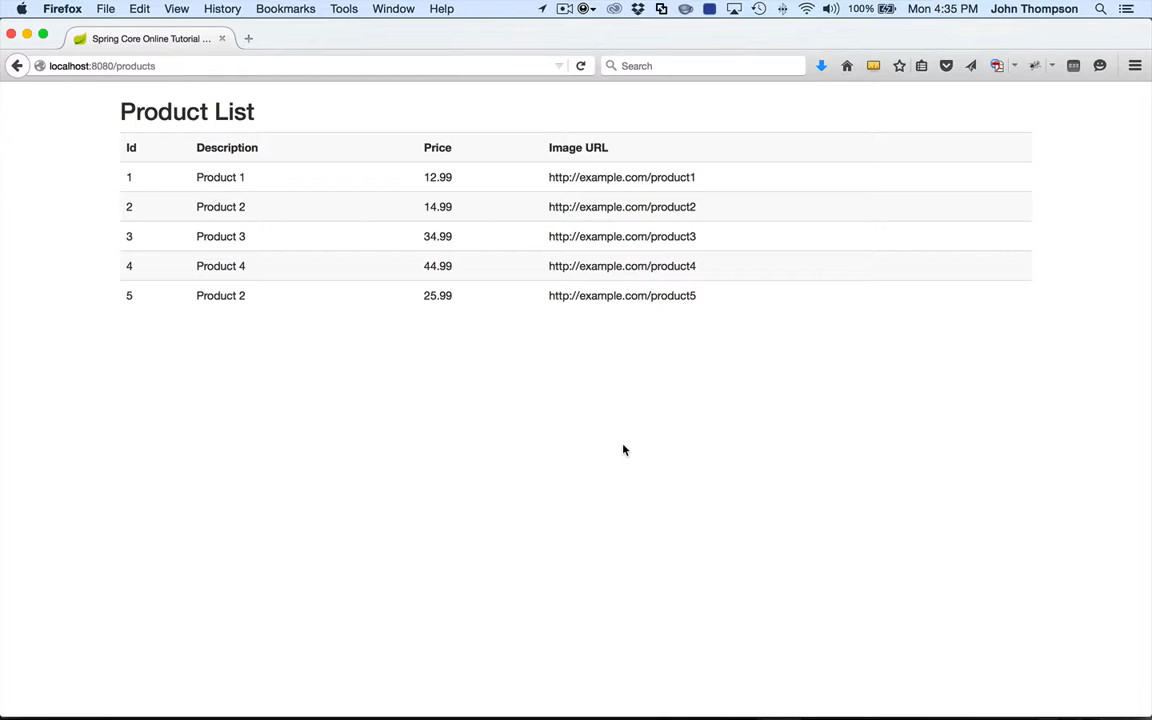 Firefox File Edit View History Bookmarks Tools Window Help 100% Mon 4:35 PM John Thompson
Spring Core Online Tutorial ...
localhost:8080/products Search
Product List
Id Description Price Image URL
1 Product 1 12.99 http://example.com/product1
2 Product 2 14.99 http://example.com/product2
3 Product 3 34.99 http://example.com/product3
4 Product 4 44.99 http://example.com/product4
5 Product 2 25.99 http://example.com/product5